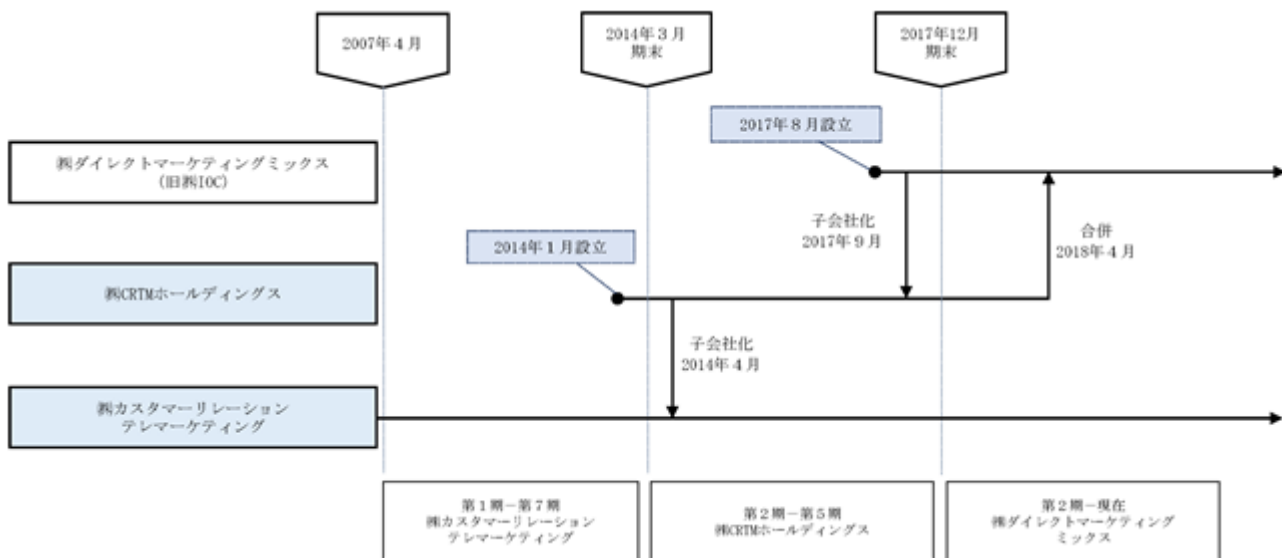 2007年4月
2014年3月
期末
2017年12月
期末
2017年8月設立
㈱ダイレクトマーケティングミックス
(旧㈱IOC)
子会社化
2017年9月
合併
2018年4月
2014年1月設立
㈱CRTMホールディングス
子会社化
2014年4月
㈱カスタマーリレーション
テレマーケティング
第1期－第7期
㈱カスタマーリレーション
テレマーケティング
第2期－第5期
㈱CRTMホールディングス
第2期－現在
㈱ダイレクトマーケティング
ミックス